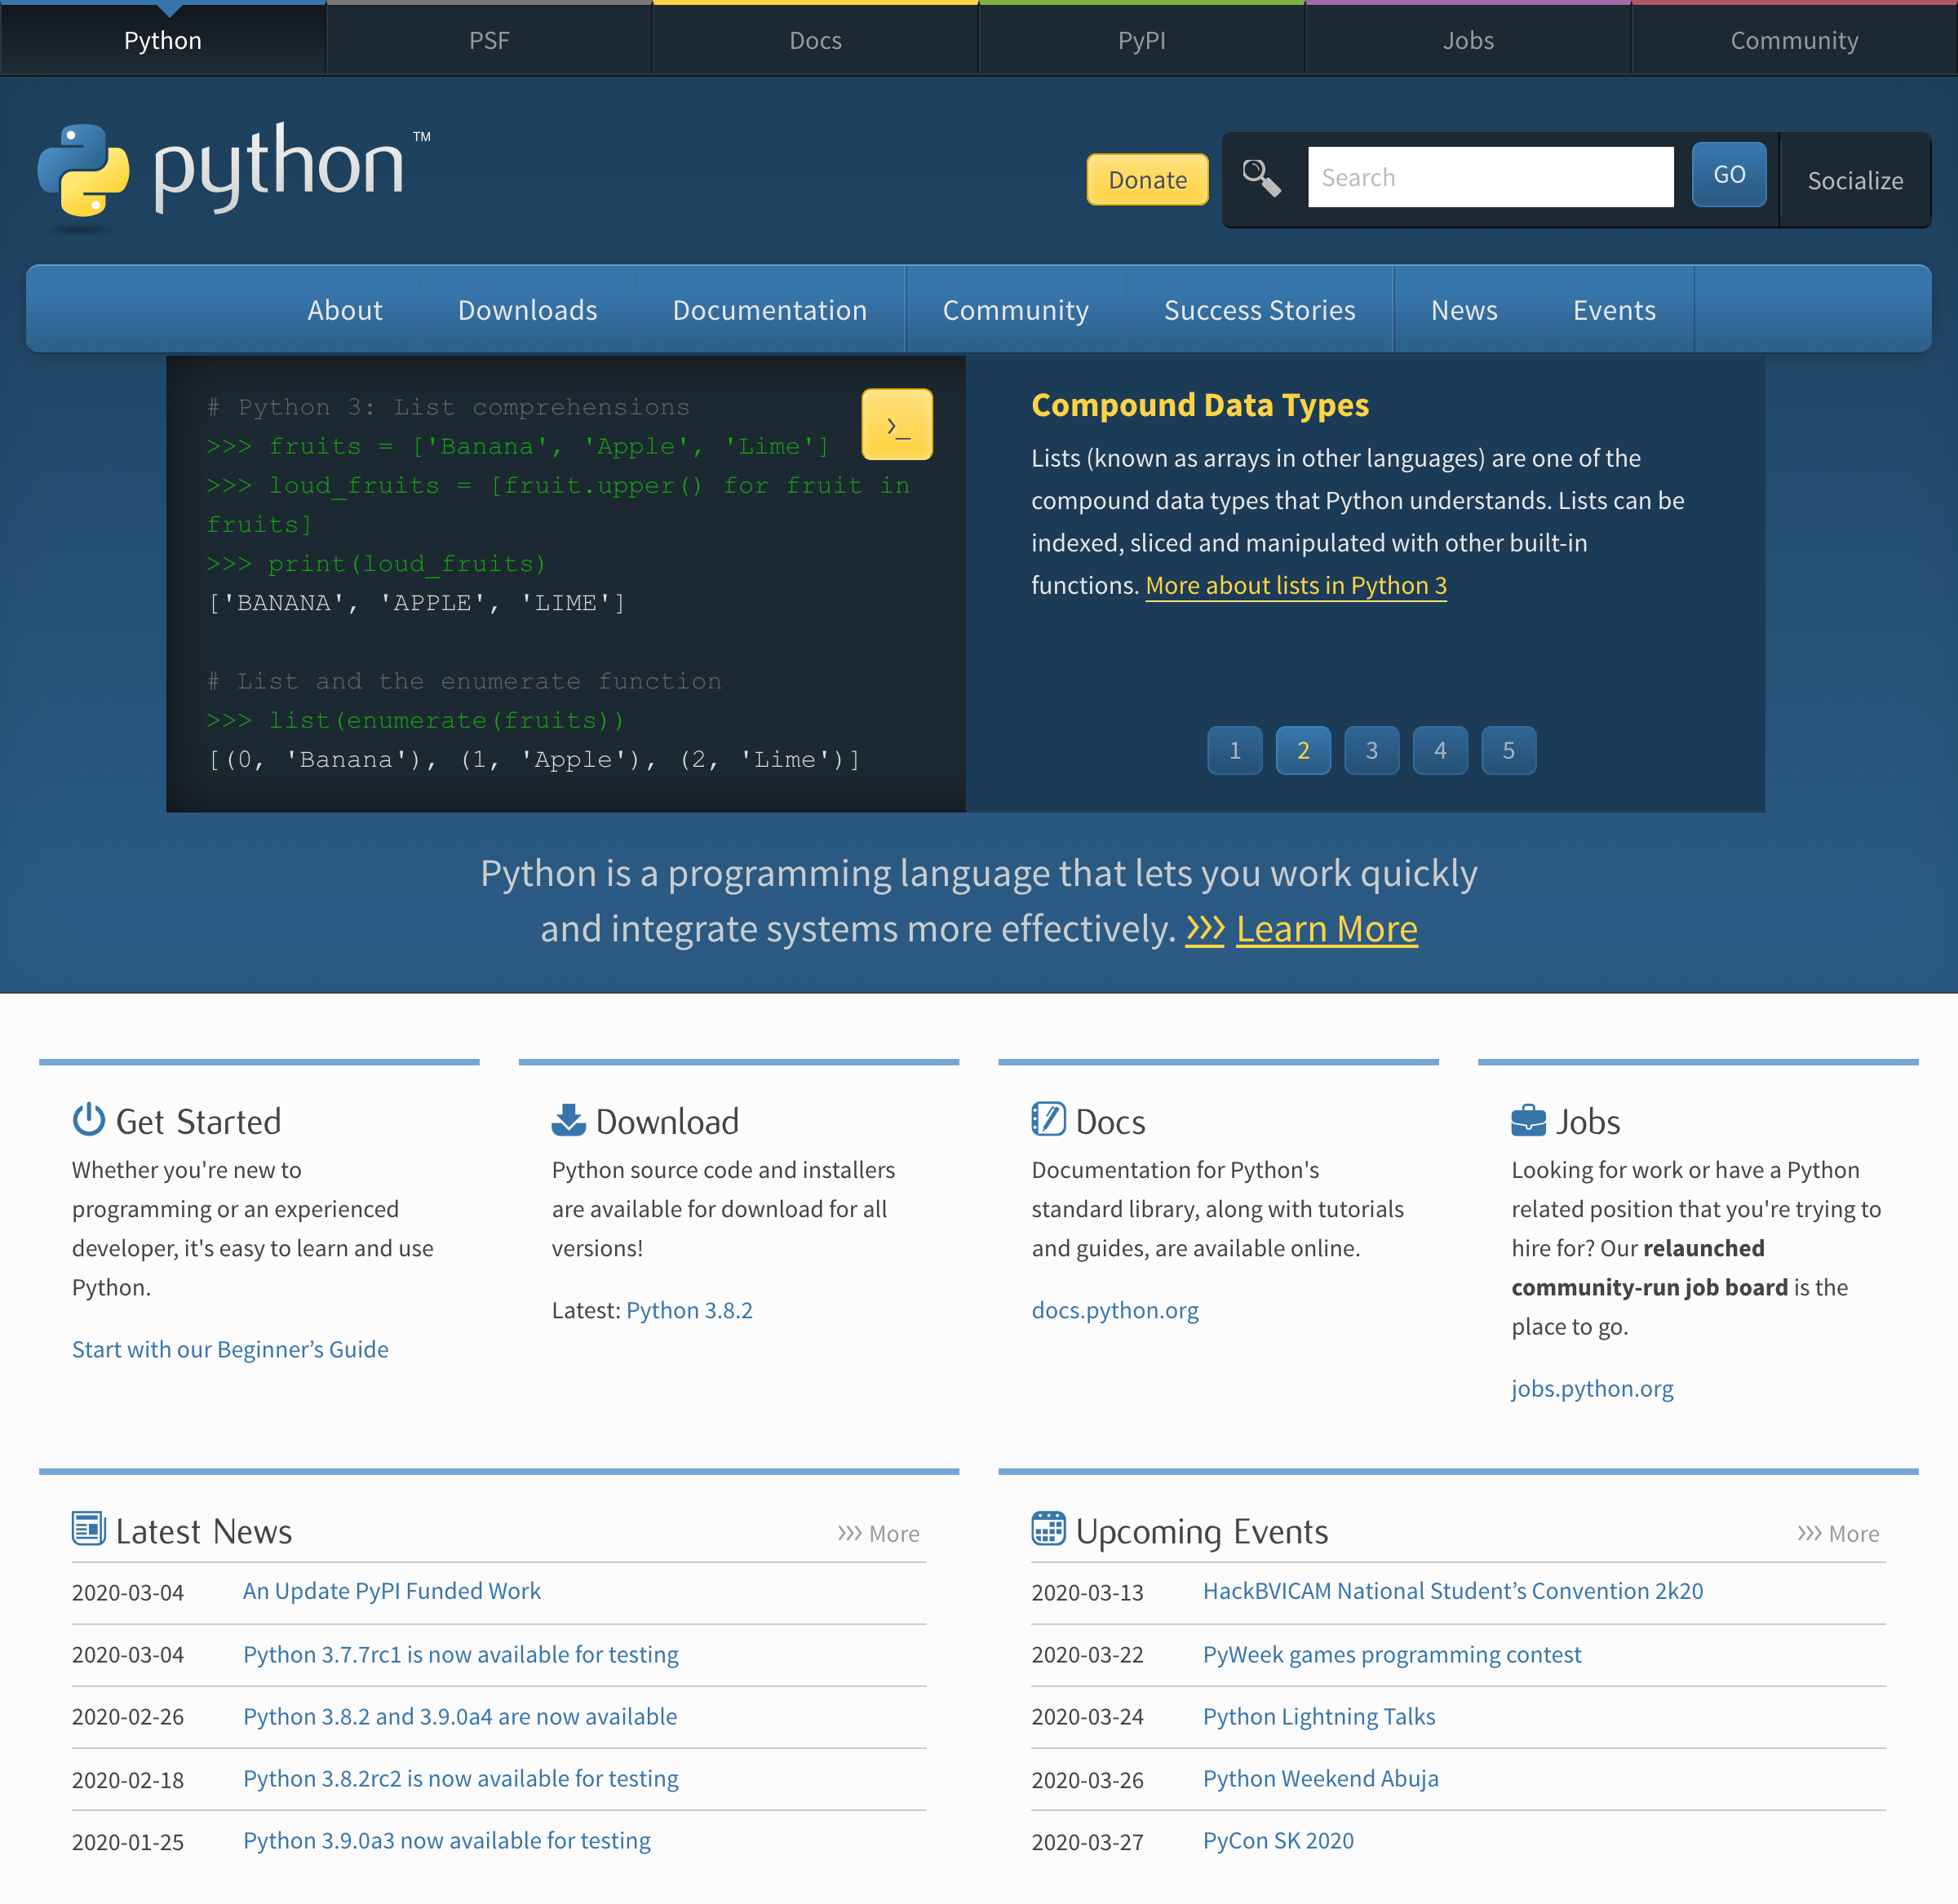 Python
PSF
Docs
PyPI
Jobs
Community
python™
Donate
Search
GO
Socialize
About
Downloads
Documentation
Community
Success Stories
News
Events
# Python 3: List comprehensions
>>> fruits = ['Banana', 'Apple', 'Lime']
>>> loud_fruits = [fruit.upper() for fruit in
fruits]
>>> print(loud_fruits)
['BANANA', 'APPLE', 'LIME']
# List and the enumerate function
>>> list(enumerate(fruits))
[(0, 'Banana'), (1, 'Apple'), (2, 'Lime')]
>_
Compound Data Types
Lists (known as arrays in other languages) are one of the
compound data types that Python understands. Lists can be
indexed, sliced and manipulated with other built-in
functions. More about lists in Python 3
1
2
3
4
5
Python is a programming language that lets you work quickly
and integrate systems more effectively. >>> Learn More
Get Started
Whether you're new to
programming or an experienced
developer, it's easy to learn and use
Python.
Start with our Beginner’s Guide
Download
Python source code and installers
are available for download for all
versions!
Latest: Python 3.8.2
Docs
Documentation for Python's
standard library, along with tutorials
and guides, are available online.
docs.python.org
Jobs
Looking for work or have a Python
related position that you're trying to
hire for? Our relaunched
community-run job board is the
place to go.
jobs.python.org
Latest News
>>> More
2020-03-04 An Update PyPI Funded Work
2020-03-04 Python 3.7.7rc1 is now available for testing
2020-02-26 Python 3.8.2 and 3.9.0a4 are now available
2020-02-18 Python 3.8.2rc2 is now available for testing
2020-01-25 Python 3.9.0a3 now available for testing
Upcoming Events
>>> More
2020-03-13 HackBVICAM National Student’s Convention 2k20
2020-03-22 PyWeek games programming contest
2020-03-24 Python Lightning Talks
2020-03-26 Python Weekend Abuja
2020-03-27 PyCon SK 2020